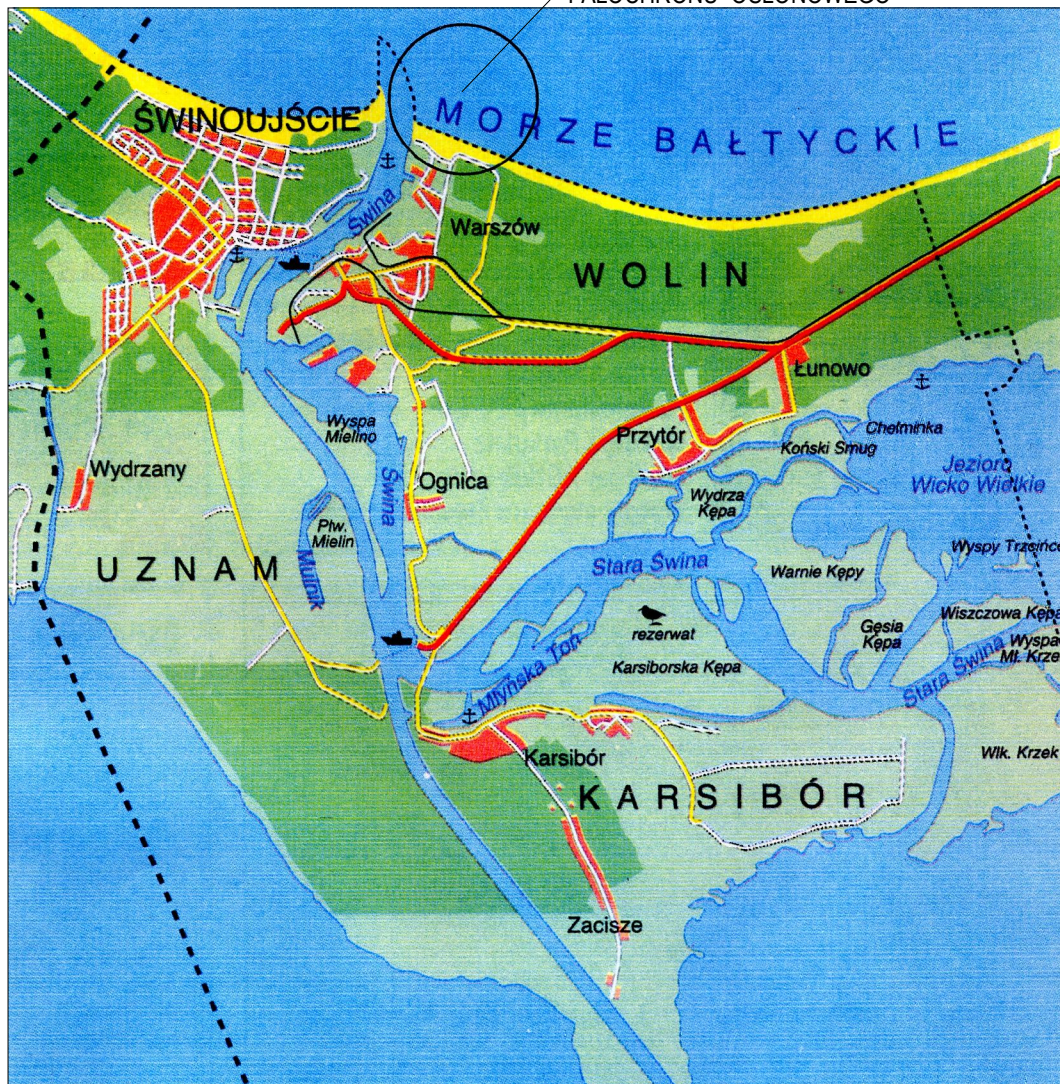 ŚWINOUJŚCIE
MORZE BAŁTYCKIE
Świna
Warszów
WOLIN
Łunowo
Wyspa
Mielino
Przytór
Chełminka
Koński Smug
Wydrzany
Świna
Ognica
Jezioro
Wicko Wielkie
Wydrza
Kępa
Płw.
Mielin
UZNAM
Mulnik
Stara Świna
Wyspy Trzcińce
Warnie Kępy
rezerwat
Gęsia
Kępa
Wiszczowa Kępa
Karsiborska Kępa
Młyńska Toń
Stara Świna
Wyspa
Mł. Krzek
Karsibór
Wlk. Krzek
KARSIBÓR
Zacisze